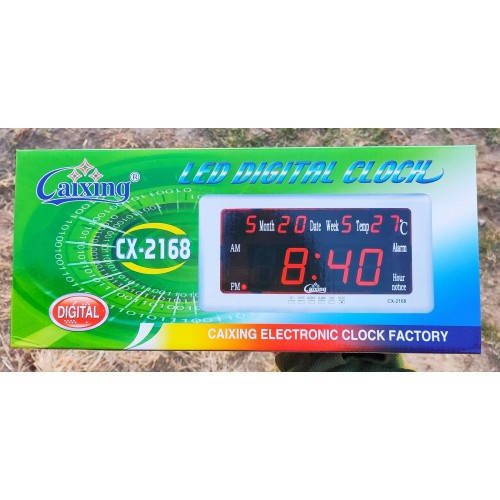 Caixing®
LED DIGITAL CLOCK
CX-2168
DIGITAL
5 Month 20 Date Week 5 Temp 27 °C
AM
Alarm
8:40
PM
Hour
notice
Caixing
CX-2168
CAIXING ELECTRONIC CLOCK FACTORY